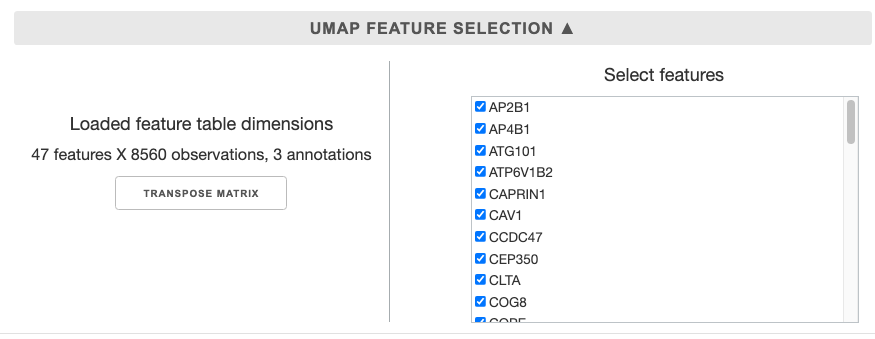 UMAP FEATURE SELECTION ▲
Loaded feature table dimensions
47 features X 8560 observations, 3 annotations
TRANSPOSE MATRIX
Select features
AP2B1
AP4B1
ATG101
ATP6V1B2
CAPRIN1
CAV1
CCDC47
CEP350
CLTA
COG8